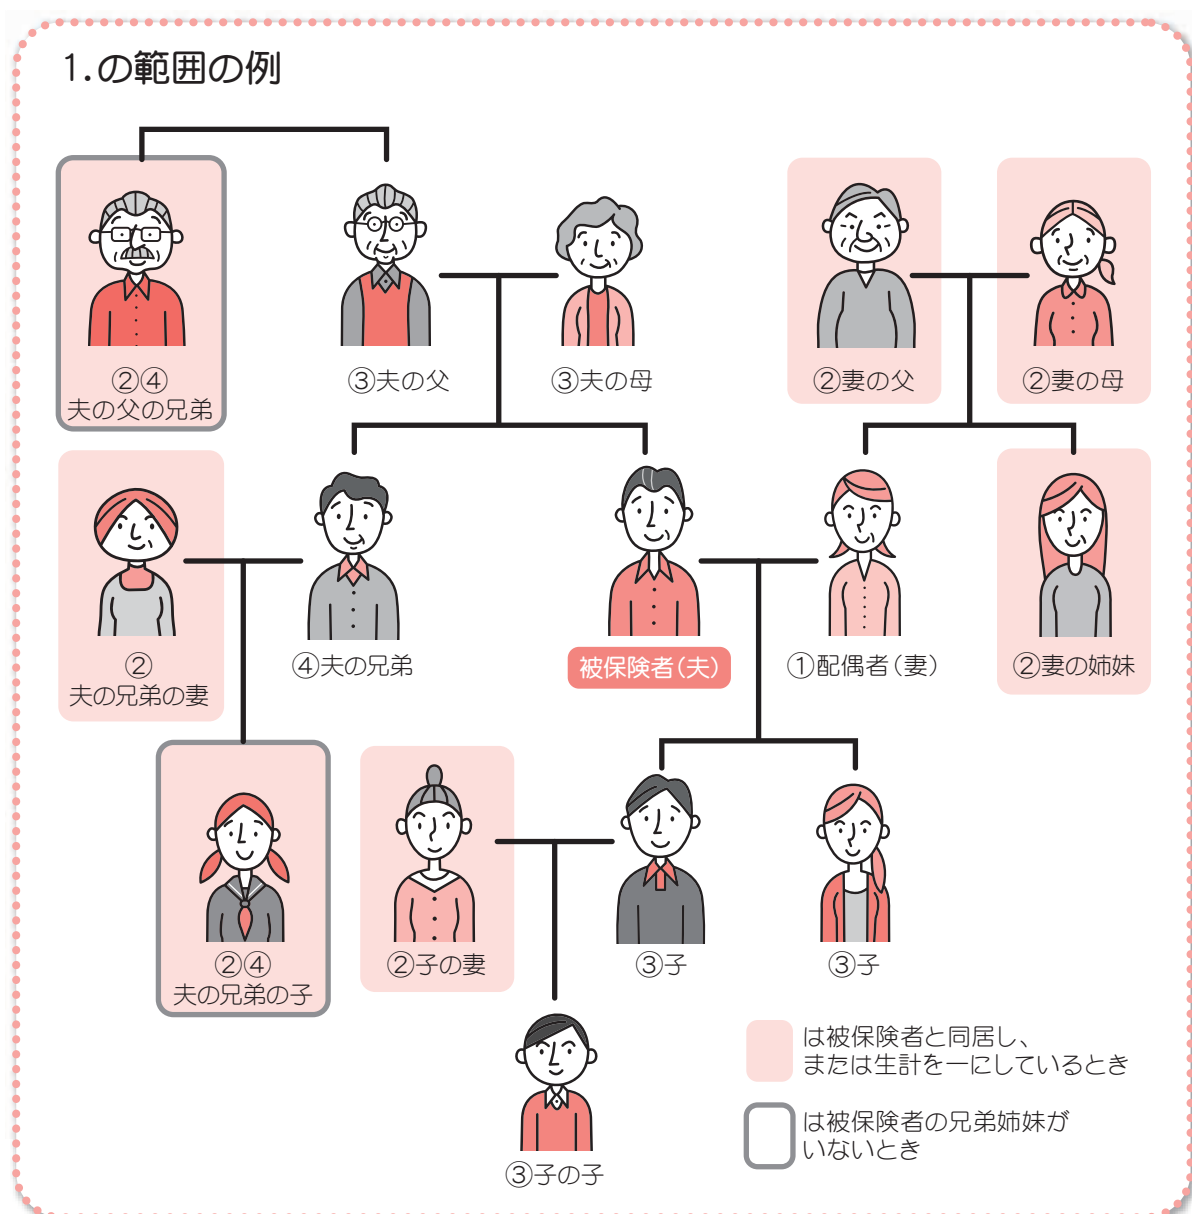 1.の範囲の例
②④
夫の父の兄弟
③夫の父
③夫の母
②妻の父
②妻の母
②
夫の兄弟の妻
④夫の兄弟
被保険者(夫)
①配偶者(妻)
②妻の姉妹
②④
夫の兄弟の子
②子の妻
③子
③子
③子の子
は被保険者と同居し、
または生計を一にしているとき
は被保険者の兄弟姉妹が
いないとき